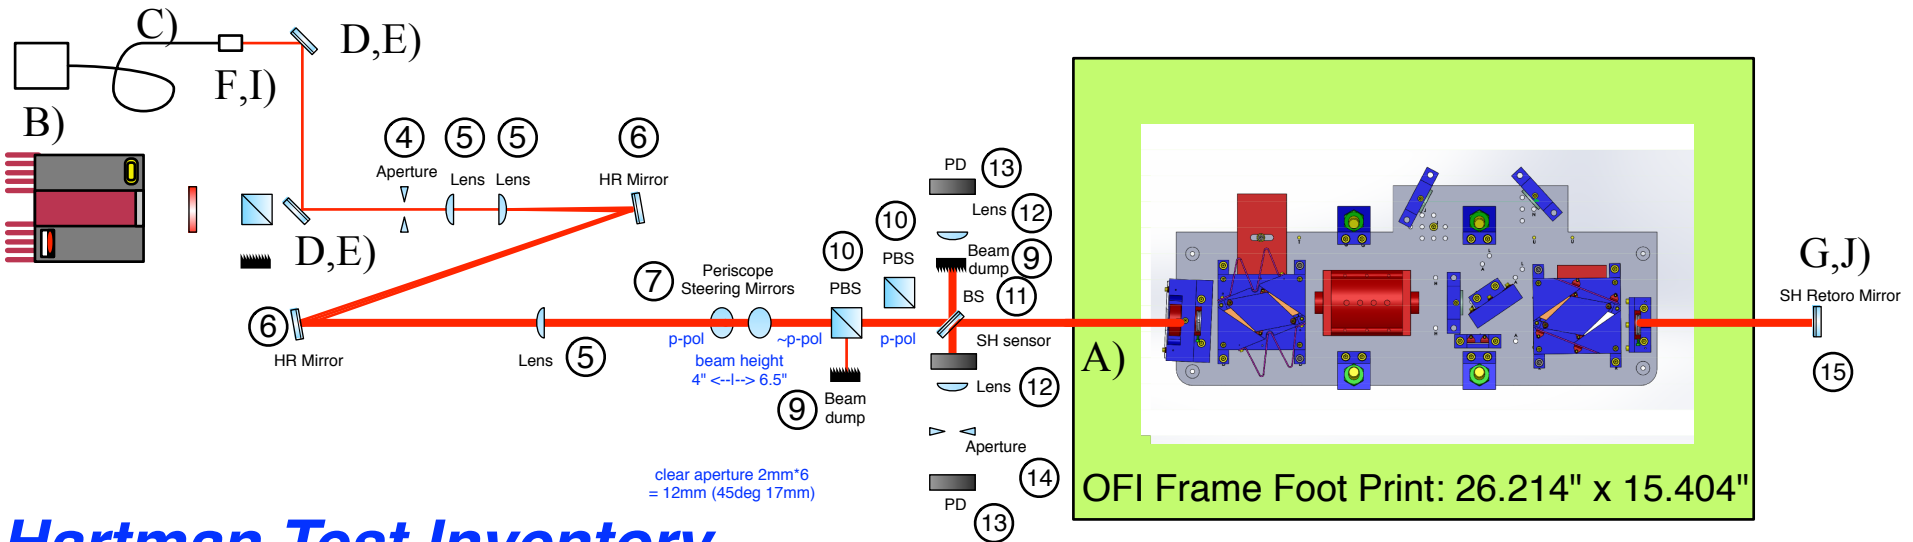 C)
D,E)
F,I)
B)
4
5
5
6
Aperture
Lens
Lens
HR Mirror
D,E)
PD
13
Lens
12
10
10
PBS
PBS
Beam
dump
9
BS
11
7
Periscope
Steering Mirrors
6
HR Mirror
Lens
5
p-pol
~p-pol
p-pol
beam height
4" <--I--> 6.5"
9
Beam
dump
SH sensor
Lens
12
Aperture
14
PD
13
clear aperture 2mm*6
= 12mm (45deg 17mm)
A)
G,J)
SH Retoro Mirror
15
OFI Frame Foot Print: 26.214" x 15.404"
Hartman Test Inventory